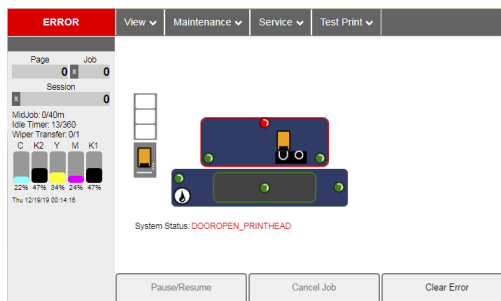 ERROR
View Maintenance Service Test Print
Page Job
0 x 0
Session
x 0
MidJob: 0/40m
Idle Timer: 13/360
Wiper Transfer: 0/1
C K2 Y M K1
22% 47% 34% 24% 47%
Thu 12/19/19 00:14:16
System Status: DOOROPEN_PRINTHEAD
Pause/Resume Cancel Job Clear Error